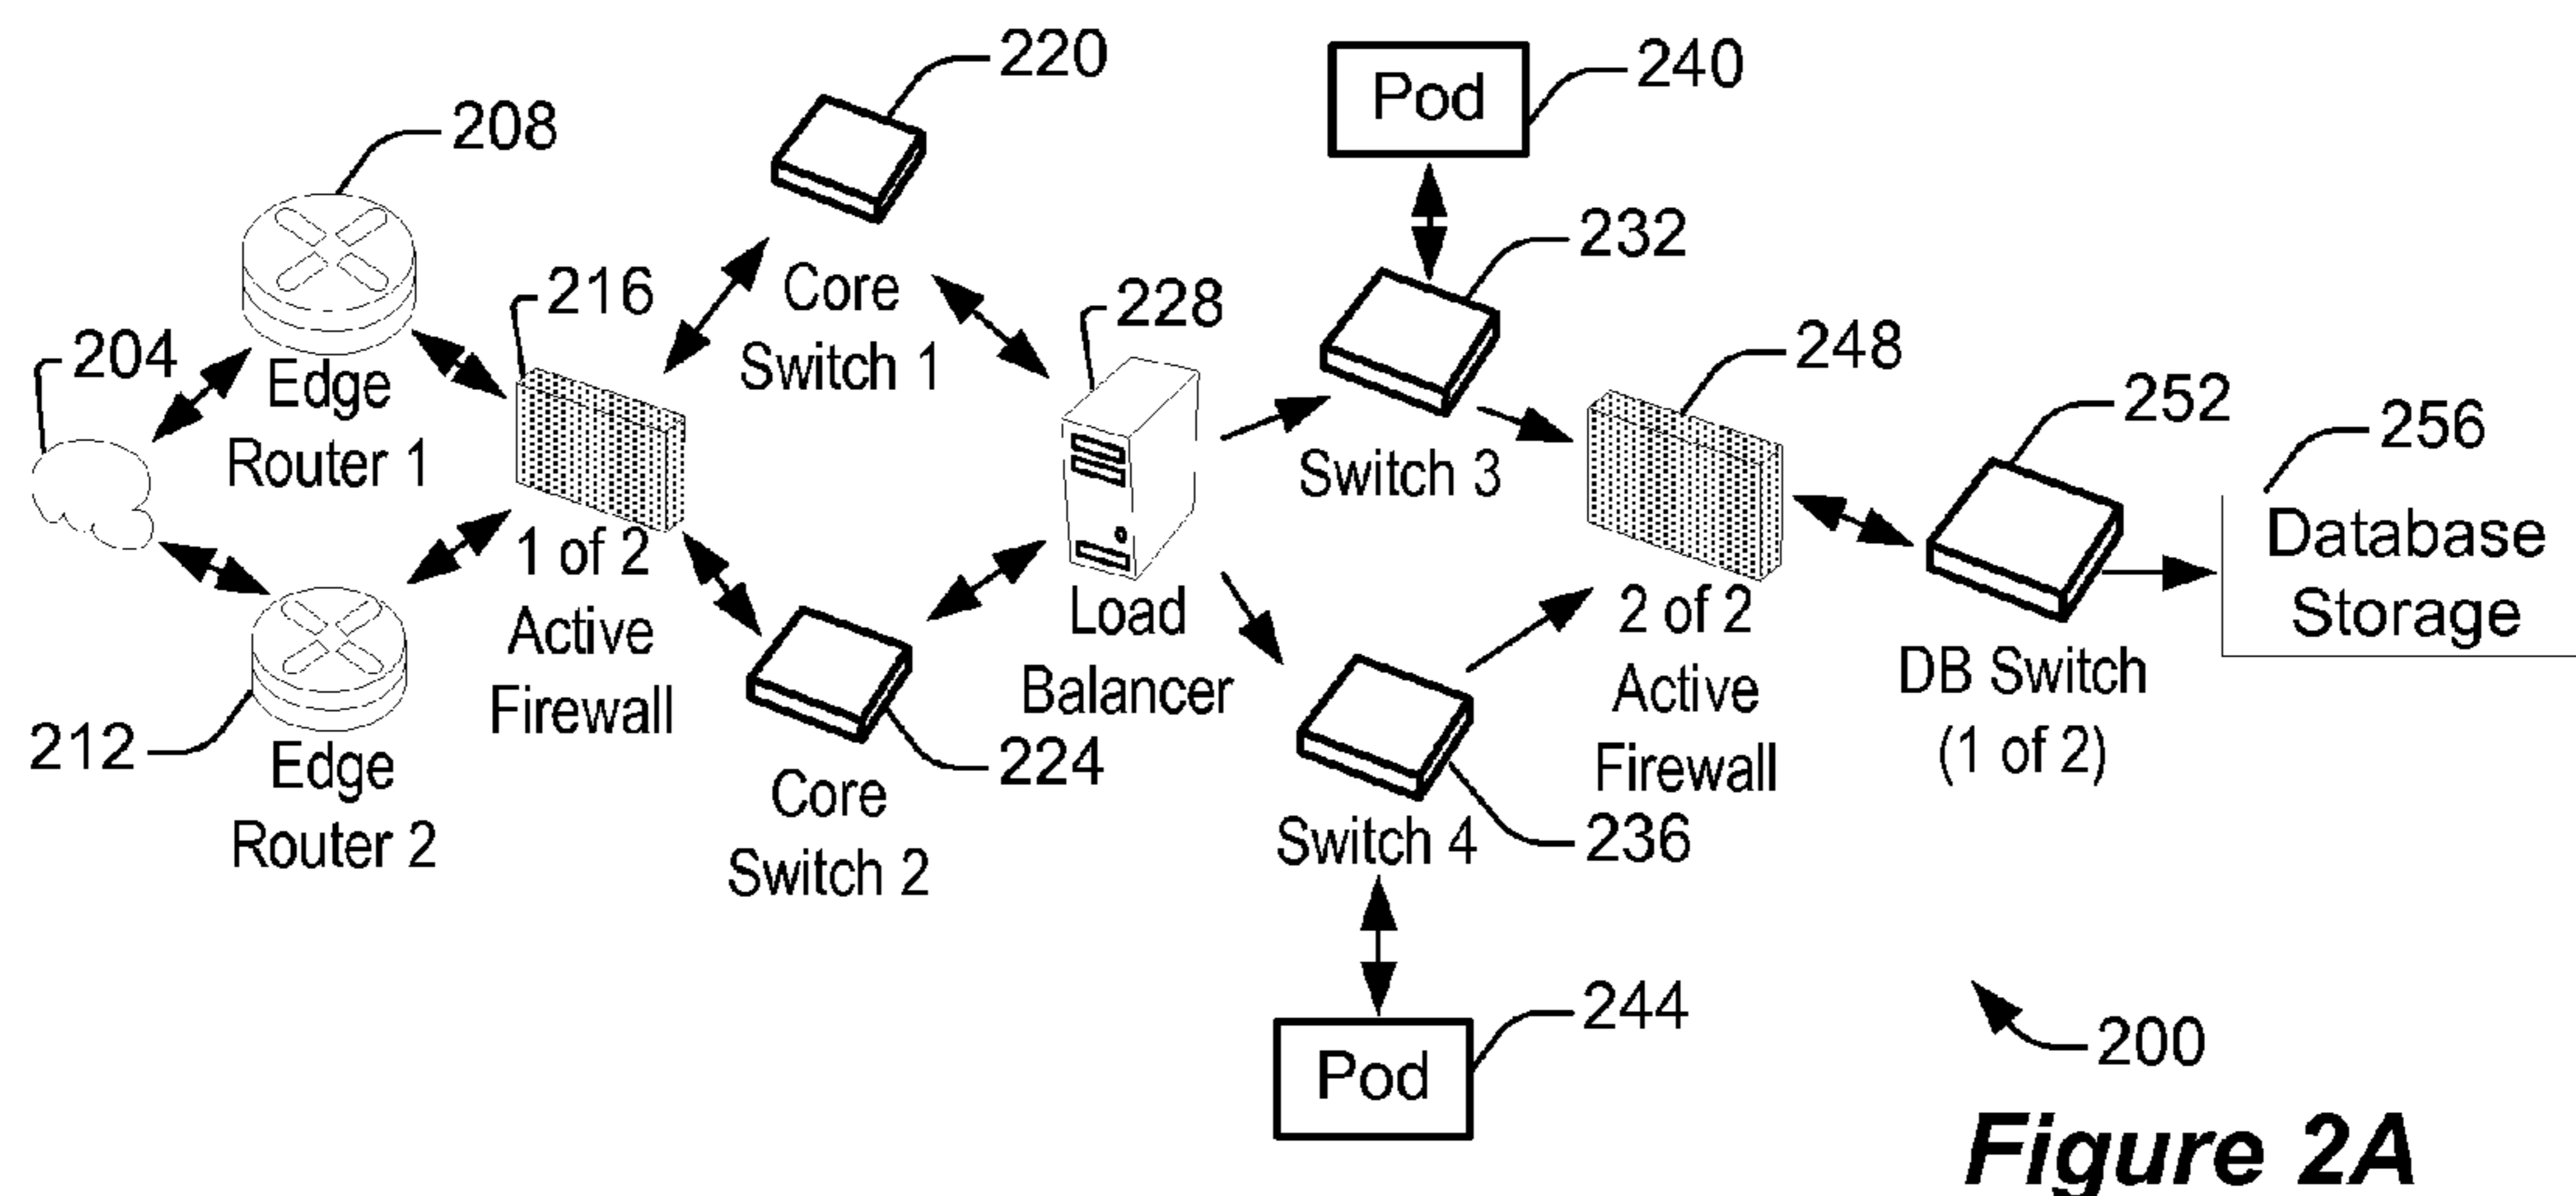 220
240
208
Pod
232
216
Core
Switch 1
228
248
204
Edge
Router 1
252
256
Switch 3
Database
Storage
1 of 2
Active
Firewall
Load
Balancer
2 of 2
Active
Firewall
DB Switch
(1 of 2)
212
Edge
Router 2
224
Core
Switch 2
Switch 4
236
244
Pod
200
Figure 2A